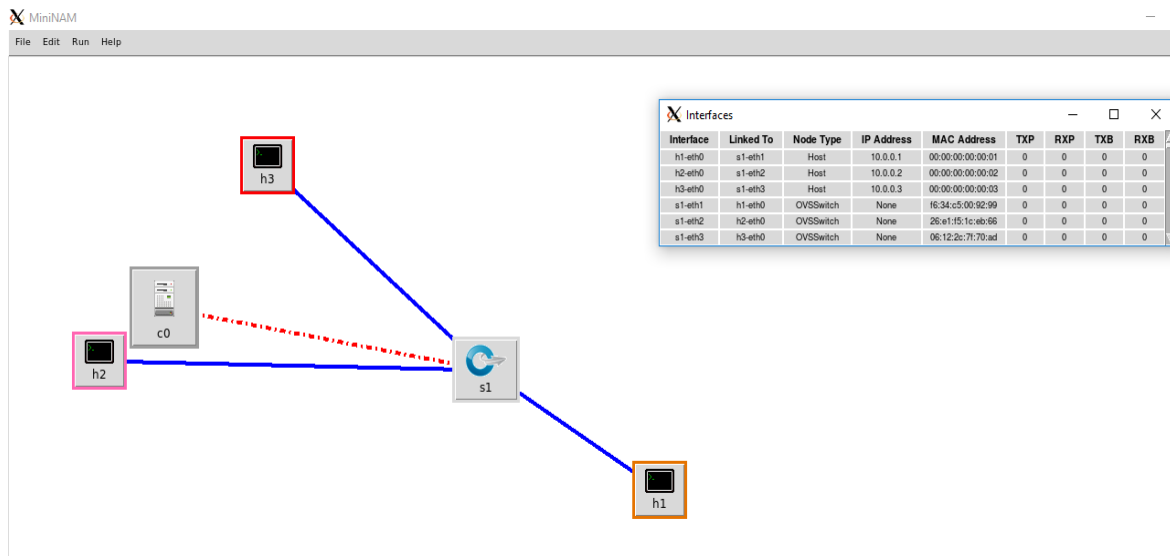 MiniNAM
File Edit Run Help
Interfaces
Interface Linked To Node Type IP Address MAC Address TXP RXP TXB RXB
h1-eth0 s1-eth1 Host 10.0.0.1 00:00:00:00:00:01 0 0 0 0
h2-eth0 s1-eth2 Host 10.0.0.2 00:00:00:00:00:02 0 0 0 0
h3-eth0 s1-eth3 Host 10.0.0.3 00:00:00:00:00:03 0 0 0 0
s1-eth1 h1-eth0 OVSSwitch None f6:34:c5:00:92:99 0 0 0 0
s1-eth2 h2-eth0 OVSSwitch None 26:e1:f5:1c:eb:66 0 0 0 0
s1-eth3 h3-eth0 OVSSwitch None 06:12:2c:7f:70:ad 0 0 0 0
h3
c0
h2
s1
h1